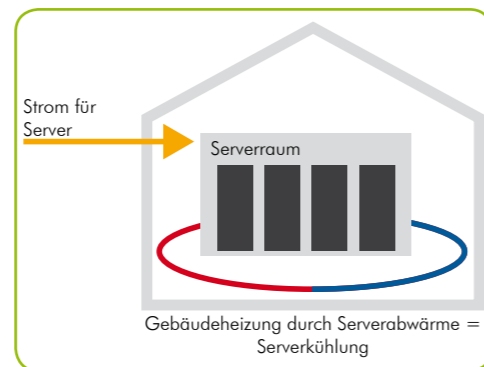 Strom für
Server
Serverraum
Gebäudeheizung durch Serverabwärme =
Serverkühlung